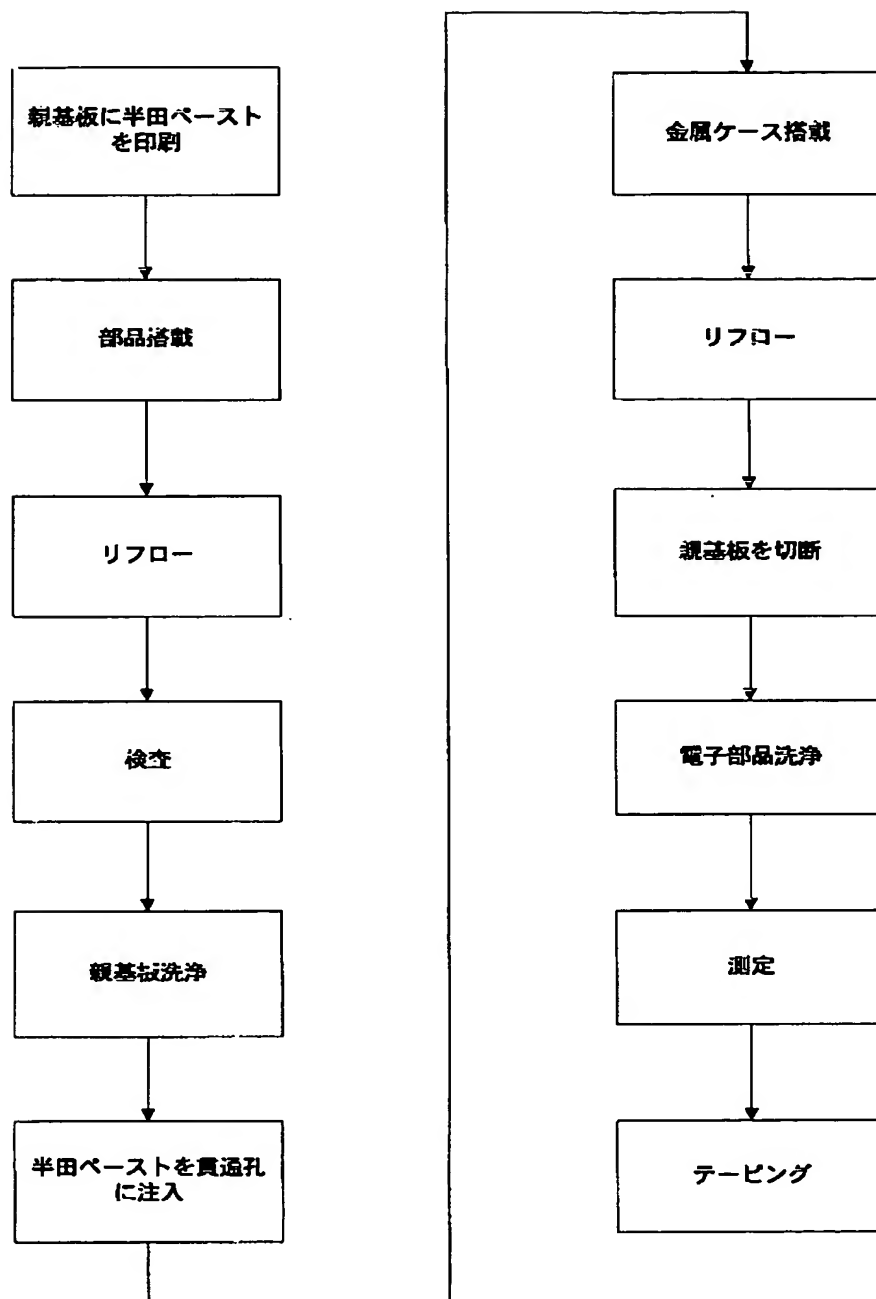 親基板に半田ペースト
を印刷
部品搭載
リフロー
検査
親基板洗浄
半田ペーストを貫通孔
に注入
金属ケース搭載
リフロー
親基板を切断
電子部品洗浄
測定
テーピング